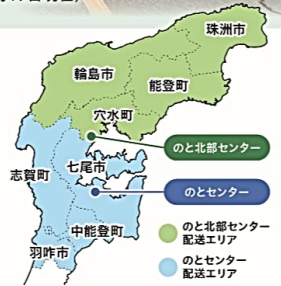 珠洲市
輪島市
能登町
穴水町
のと北部センター
七尾市
志賀町
のとセンター
中能登町
羽咋市
のと北部センター
配送エリア
のとセンター
配送エリア